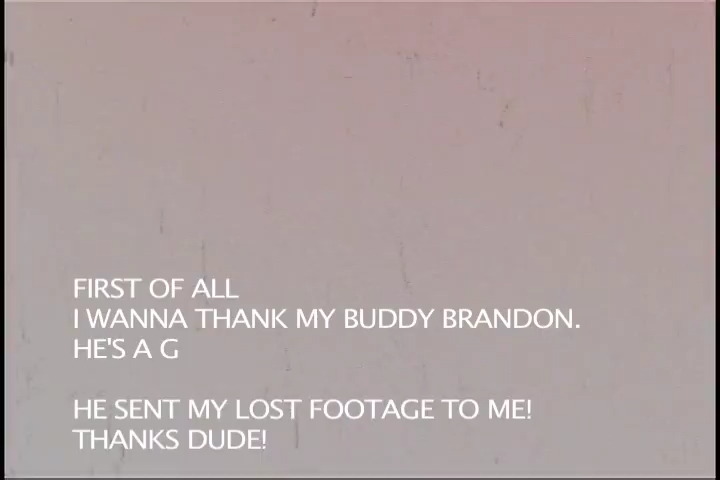 FIRST OF ALL
I WANNA THANK MY BUDDY BRANDON.
HE'S A G
HE SENT MY LOST FOOTAGE TO ME!
THANKS DUDE!